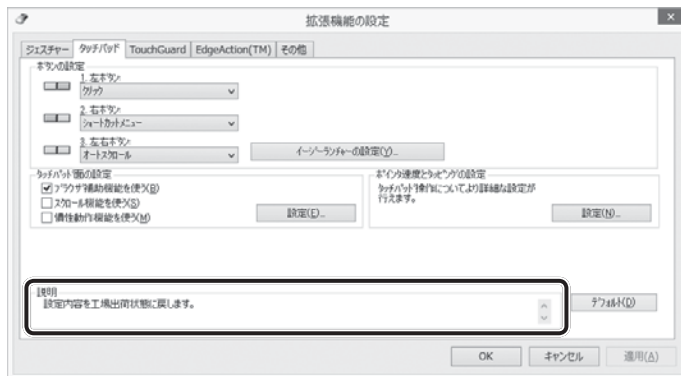 拡張機能の設定
ジェスチャー タッチパッド TouchGuard EdgeAction(TM) その他
ボタンの設定
1. 左ボタン
クリック
2. 右ボタン
ショートカットメニュー
3. 左右ボタン
オートスクロール
イージーランチャーの設定(Y)...
タッチパッド面の設定
ブラウザ補助機能を使う(B)
スクロール機能を使う(S)
慣性動作機能を使う(M)
設定(E)...
ポインタ速度とタッピングの設定
タッチパッド操作についてより詳細な設定が
行えます。
設定(N)...
説明
設定内容を工場出荷状態に戻します。
デフォルト(D)
OK キャンセル 適用(A)